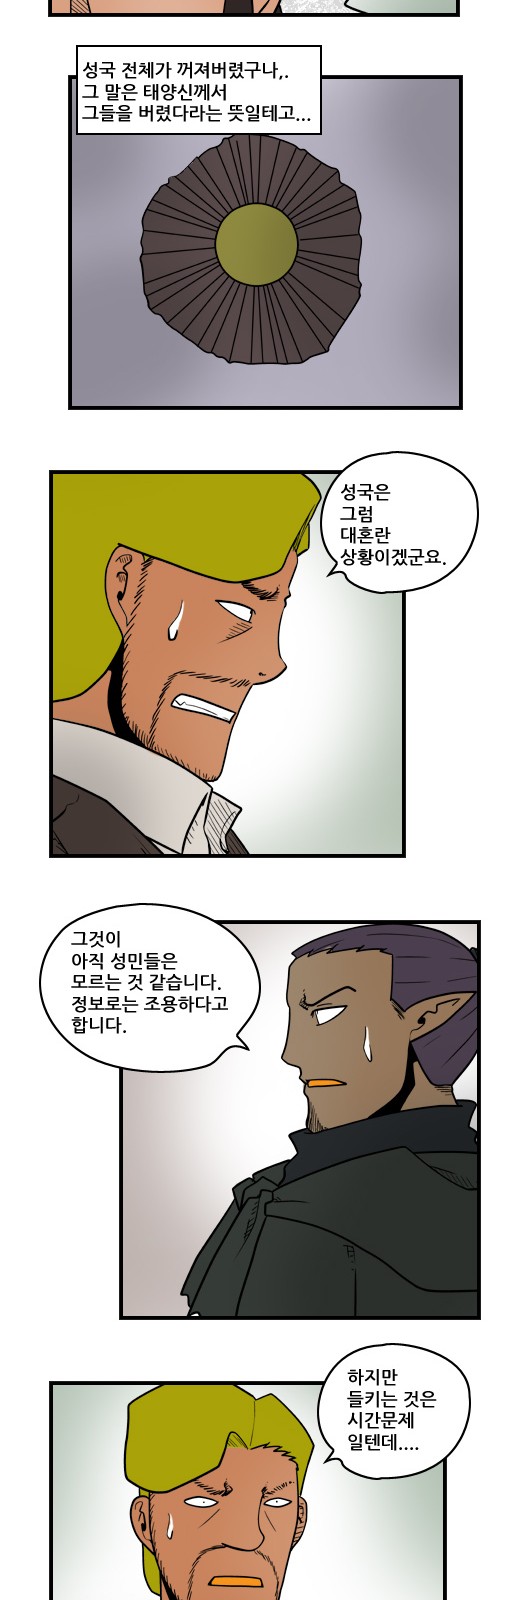 성국 전체가 꺼져버렸구나,.
그 말은 태양신께서
그들을 버렸다라는 뜻일테고...
성국은
그럼
대혼란
상황이겠군요.
그것이
아직 성민들은
모르는 것 같습니다.
정보로는 조용하다고
합니다.
하지만
들키는 것은
시간문제
일텐데....